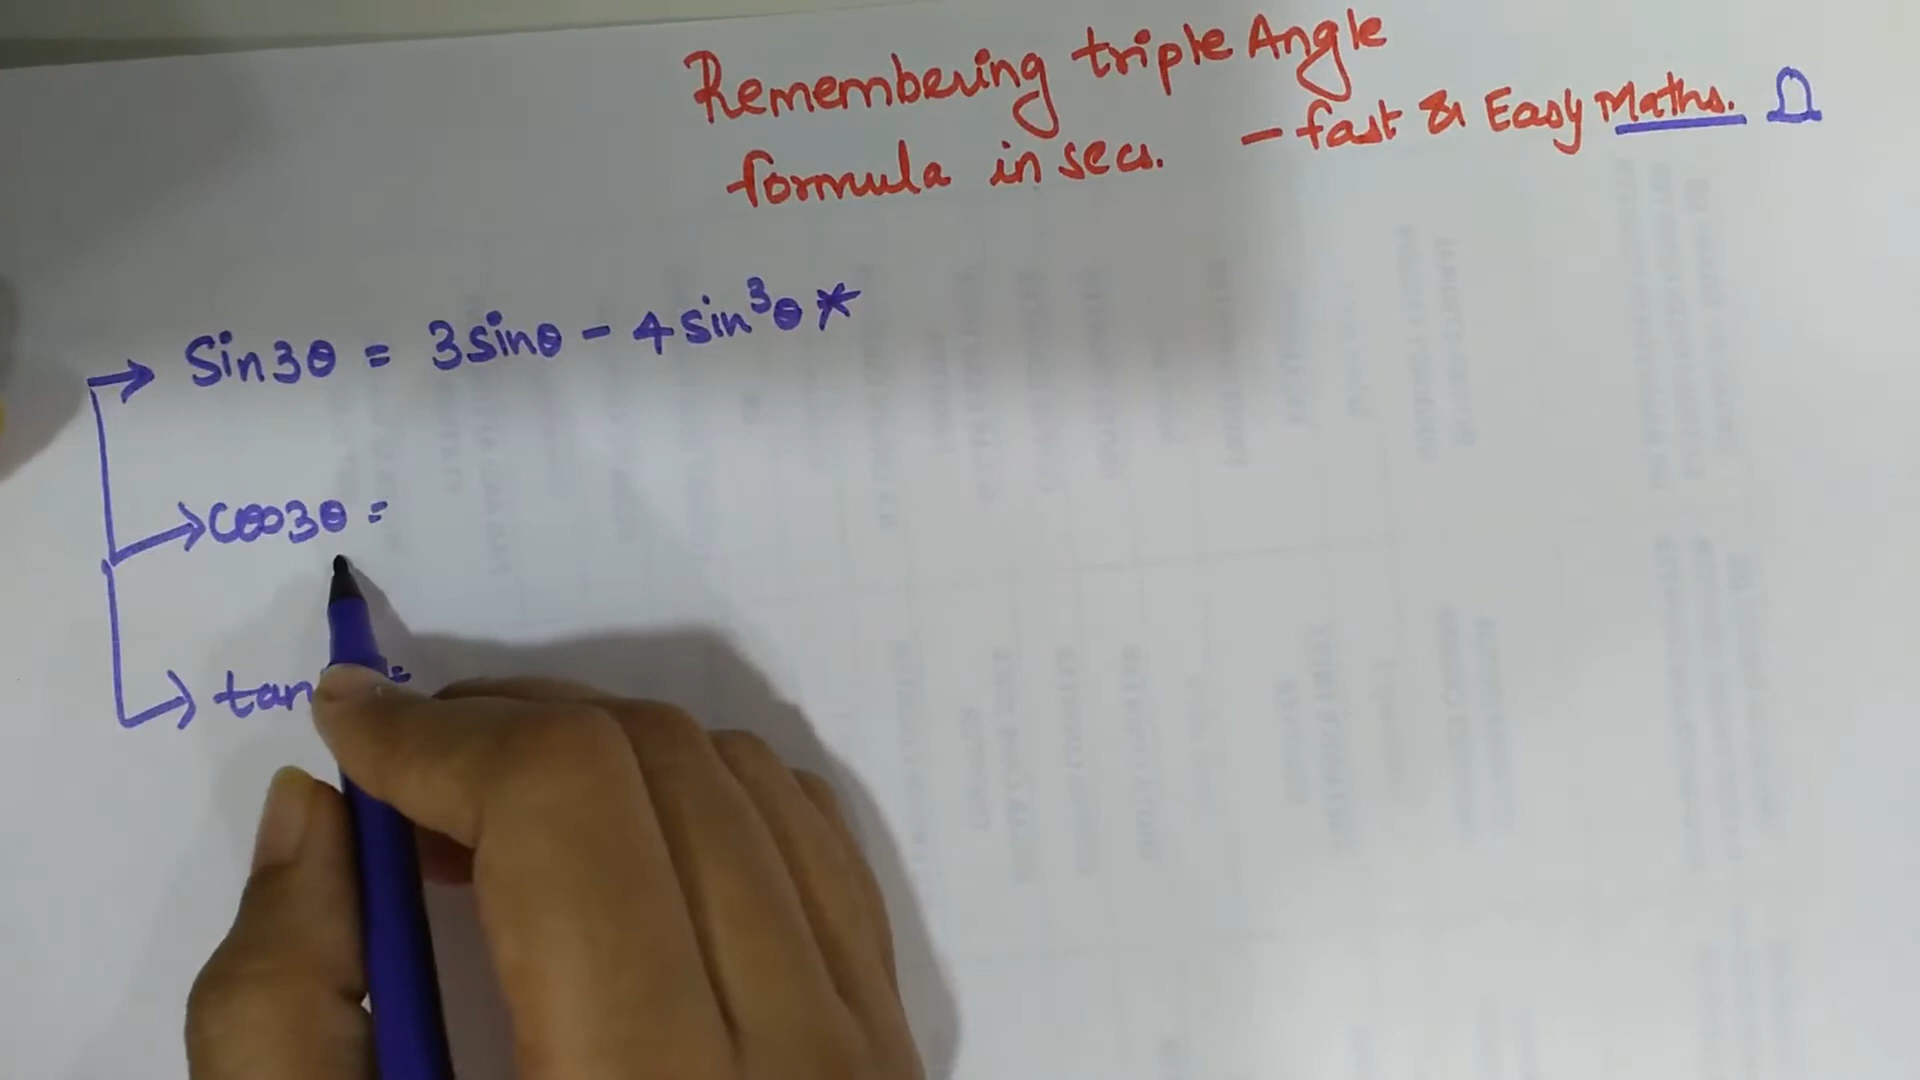 Remembering triple Angle
formula in secs. - fast & Easy Maths.
Sin3θ = 3sinθ - 4sin³θ *
cos3θ =
tan =